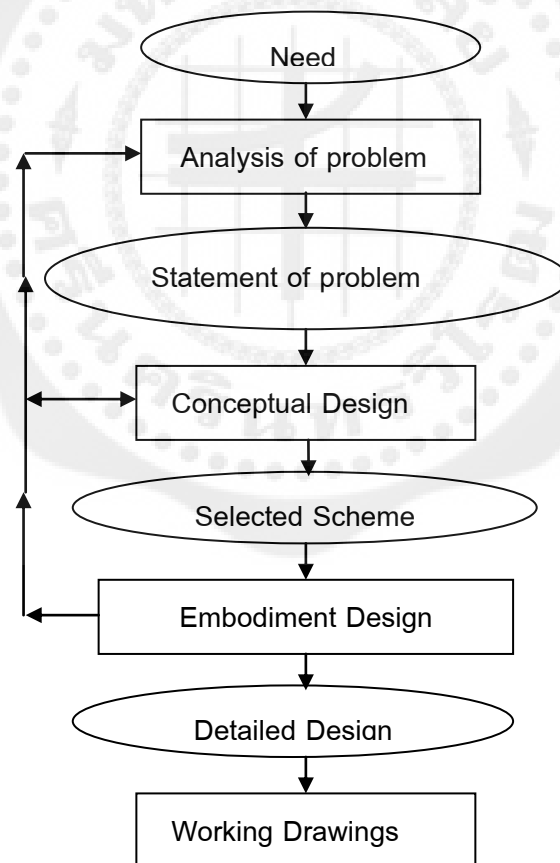 Need
Analysis of problem
Statement of problem
Conceptual Design
Selected Scheme
Embodiment Design
Detailed Design
Working Drawings